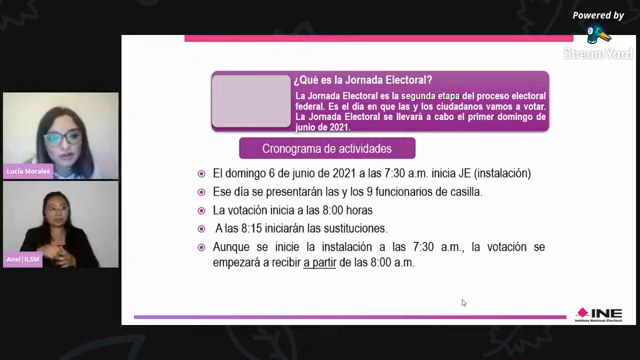 Powered by
StreamYard
¿Qué es la Jornada Electoral?
La Jornada Electoral es la segunda etapa del proceso electoral
federal. Es el día en que las y los ciudadanos vamos a votar.
La Jornada Electoral se llevará a cabo el primer domingo de
junio de 2021.
Cronograma de actividades
El domingo 6 de junio de 2021 a las 7:30 a.m. inicia JE (instalación)
Ese día se presentarán las y los 9 funcionarios de casilla.
La votación inicia a las 8:00 horas
A las 8:15 iniciarán las sustituciones.
Aunque se inicie la instalación a las 7:30 a.m., la votación se
empezará a recibir a partir de las 8:00 a.m.
Lucía Morales
Anel|ILSM
INE
Instituto Nacional Electoral